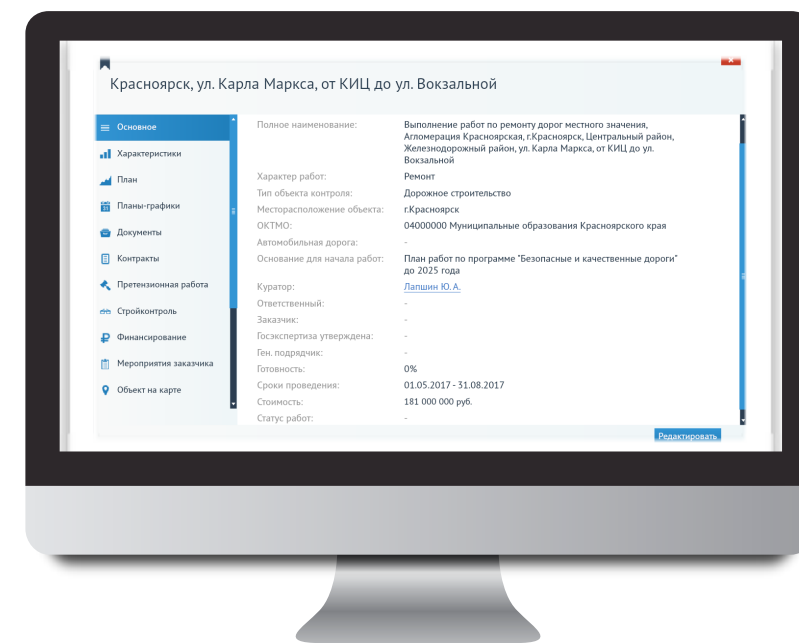 Красноярск, ул. Карла Маркса, от КИЦ до ул. Вокзальной
Основное
Характеристики
План
Планы-графики
Документы
Контракты
Претензионная работа
Стройконтроль
Финансирование
Мероприятия заказчика
Объект на карте
Полное наименование: Выполнение работ по ремонту дорог местного значения,
Агломерация Красноярская, г.Красноярск, Центральный район,
Железнодорожный район, ул. Карла Маркса, от КИЦ до ул.
Вокзальной
Характер работ: Ремонт
Тип объекта контроля: Дорожное строительство
Месторасположение объекта: г.Красноярск
ОКТМО: 04000000 Муниципальные образования Красноярского края
Автомобильная дорога: -
Основание для начала работ: План работ по программе "Безопасные и качественные дороги"
до 2025 года
Куратор: Лапшин Ю. А.
Ответственный: -
Заказчик: -
Госэкспертиза утверждена: -
Ген. подрядчик: -
Готовность: 0%
Сроки проведения: 01.05.2017 - 31.08.2017
Стоимость: 181 000 000 руб.
Статус работ: -
Редактировать